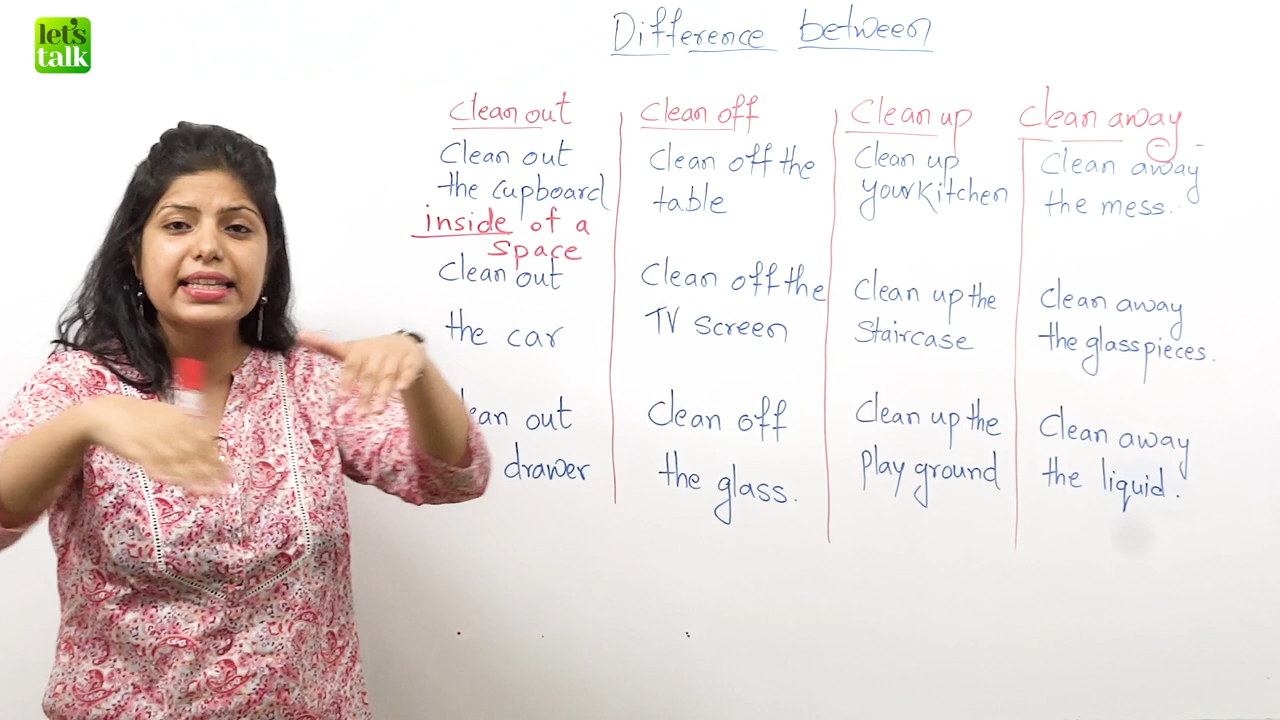 let's
talk
Difference between
Clean out
Clean out
the cupboard
inside of a
space
Clean out
the car
out
drawer
Clean off
Clean off the
table
Clean off the
TV screen
Clean off
the glass.
Clean up
Clean up
your kitchen
Clean up the
Staircase
Clean up the
play ground
Clean away
Clean away
the mess.
Clean away
the glass pieces.
Clean away
the liquid.